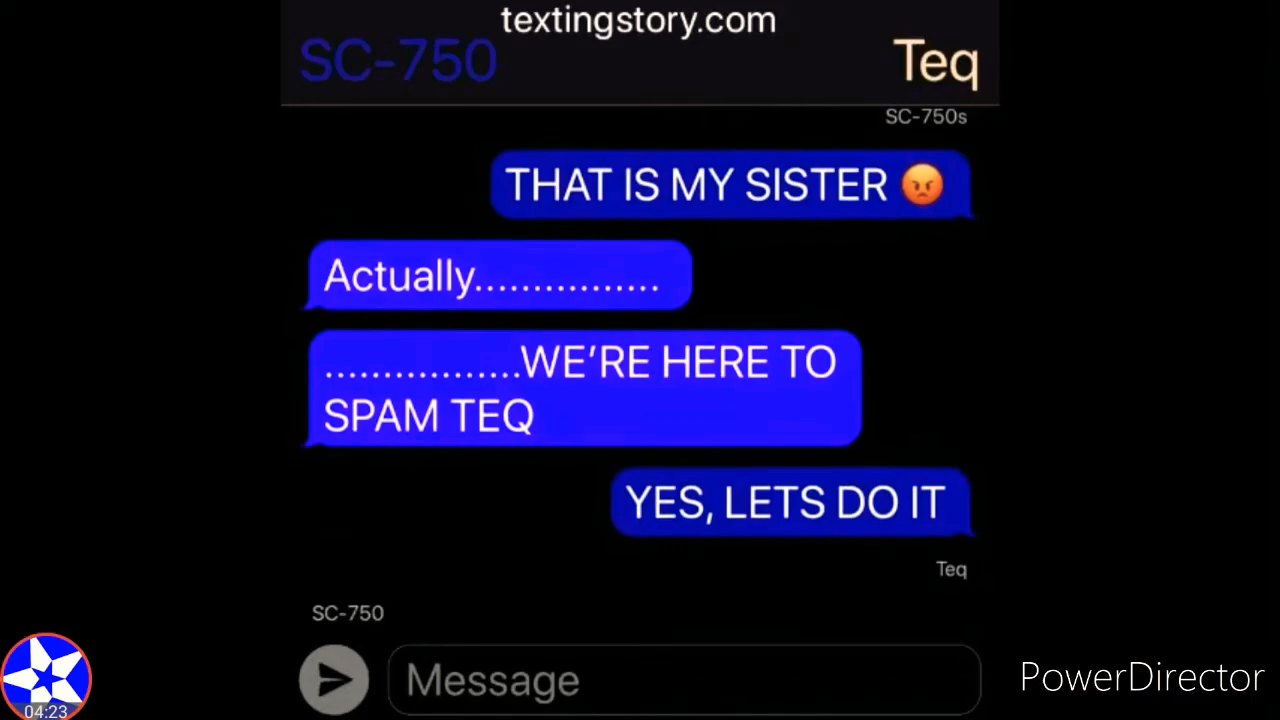 textingstory.com
SC-750
Teq
SC-750s
THAT IS MY SISTER 😡
Actually................
.................WE'RE HERE TO
SPAM TEQ
YES, LETS DO IT
Teq
SC-750
Message
PowerDirector
04:23